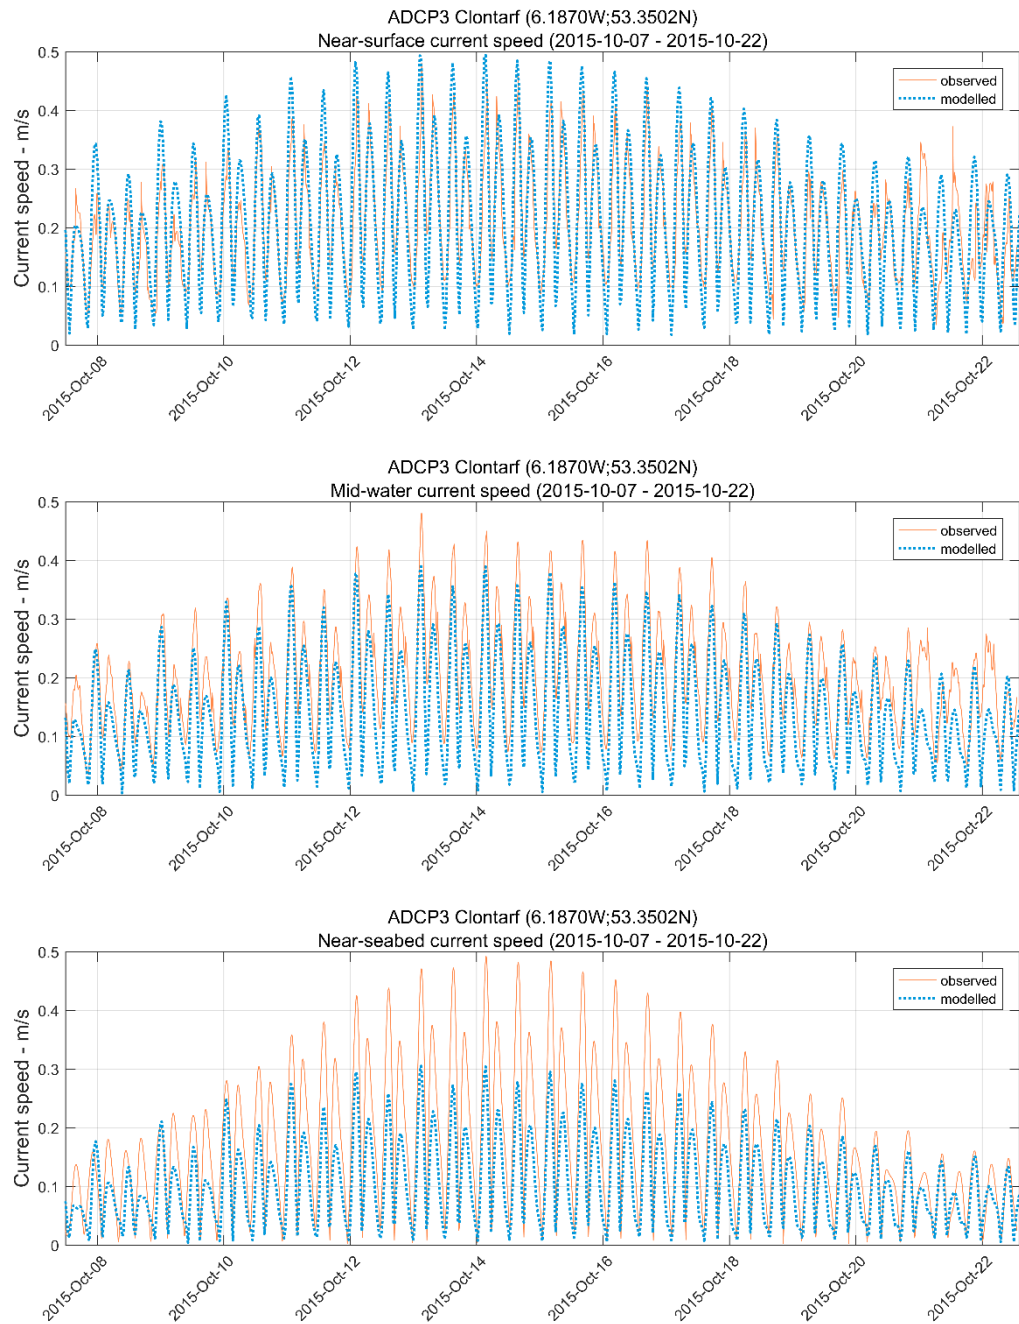 ADCP3 Clontarf (6.1870W;53.3502N)
Near-surface current speed (2015-10-07 - 2015-10-22)
Current speed - m/s
0.5
0.4
0.3
0.2
0.1
0
observed
modelled
2015-Oct-08
2015-Oct-10
2015-Oct-12
2015-Oct-14
2015-Oct-16
2015-Oct-18
2015-Oct-20
2015-Oct-22
ADCP3 Clontarf (6.1870W;53.3502N)
Mid-water current speed (2015-10-07 - 2015-10-22)
Current speed - m/s
0.5
0.4
0.3
0.2
0.1
0
observed
modelled
2015-Oct-08
2015-Oct-10
2015-Oct-12
2015-Oct-14
2015-Oct-16
2015-Oct-18
2015-Oct-20
2015-Oct-22
ADCP3 Clontarf (6.1870W;53.3502N)
Near-seabed current speed (2015-10-07 - 2015-10-22)
Current speed - m/s
0.5
0.4
0.3
0.2
0.1
0
observed
modelled
2015-Oct-08
2015-Oct-10
2015-Oct-12
2015-Oct-14
2015-Oct-16
2015-Oct-18
2015-Oct-20
2015-Oct-22